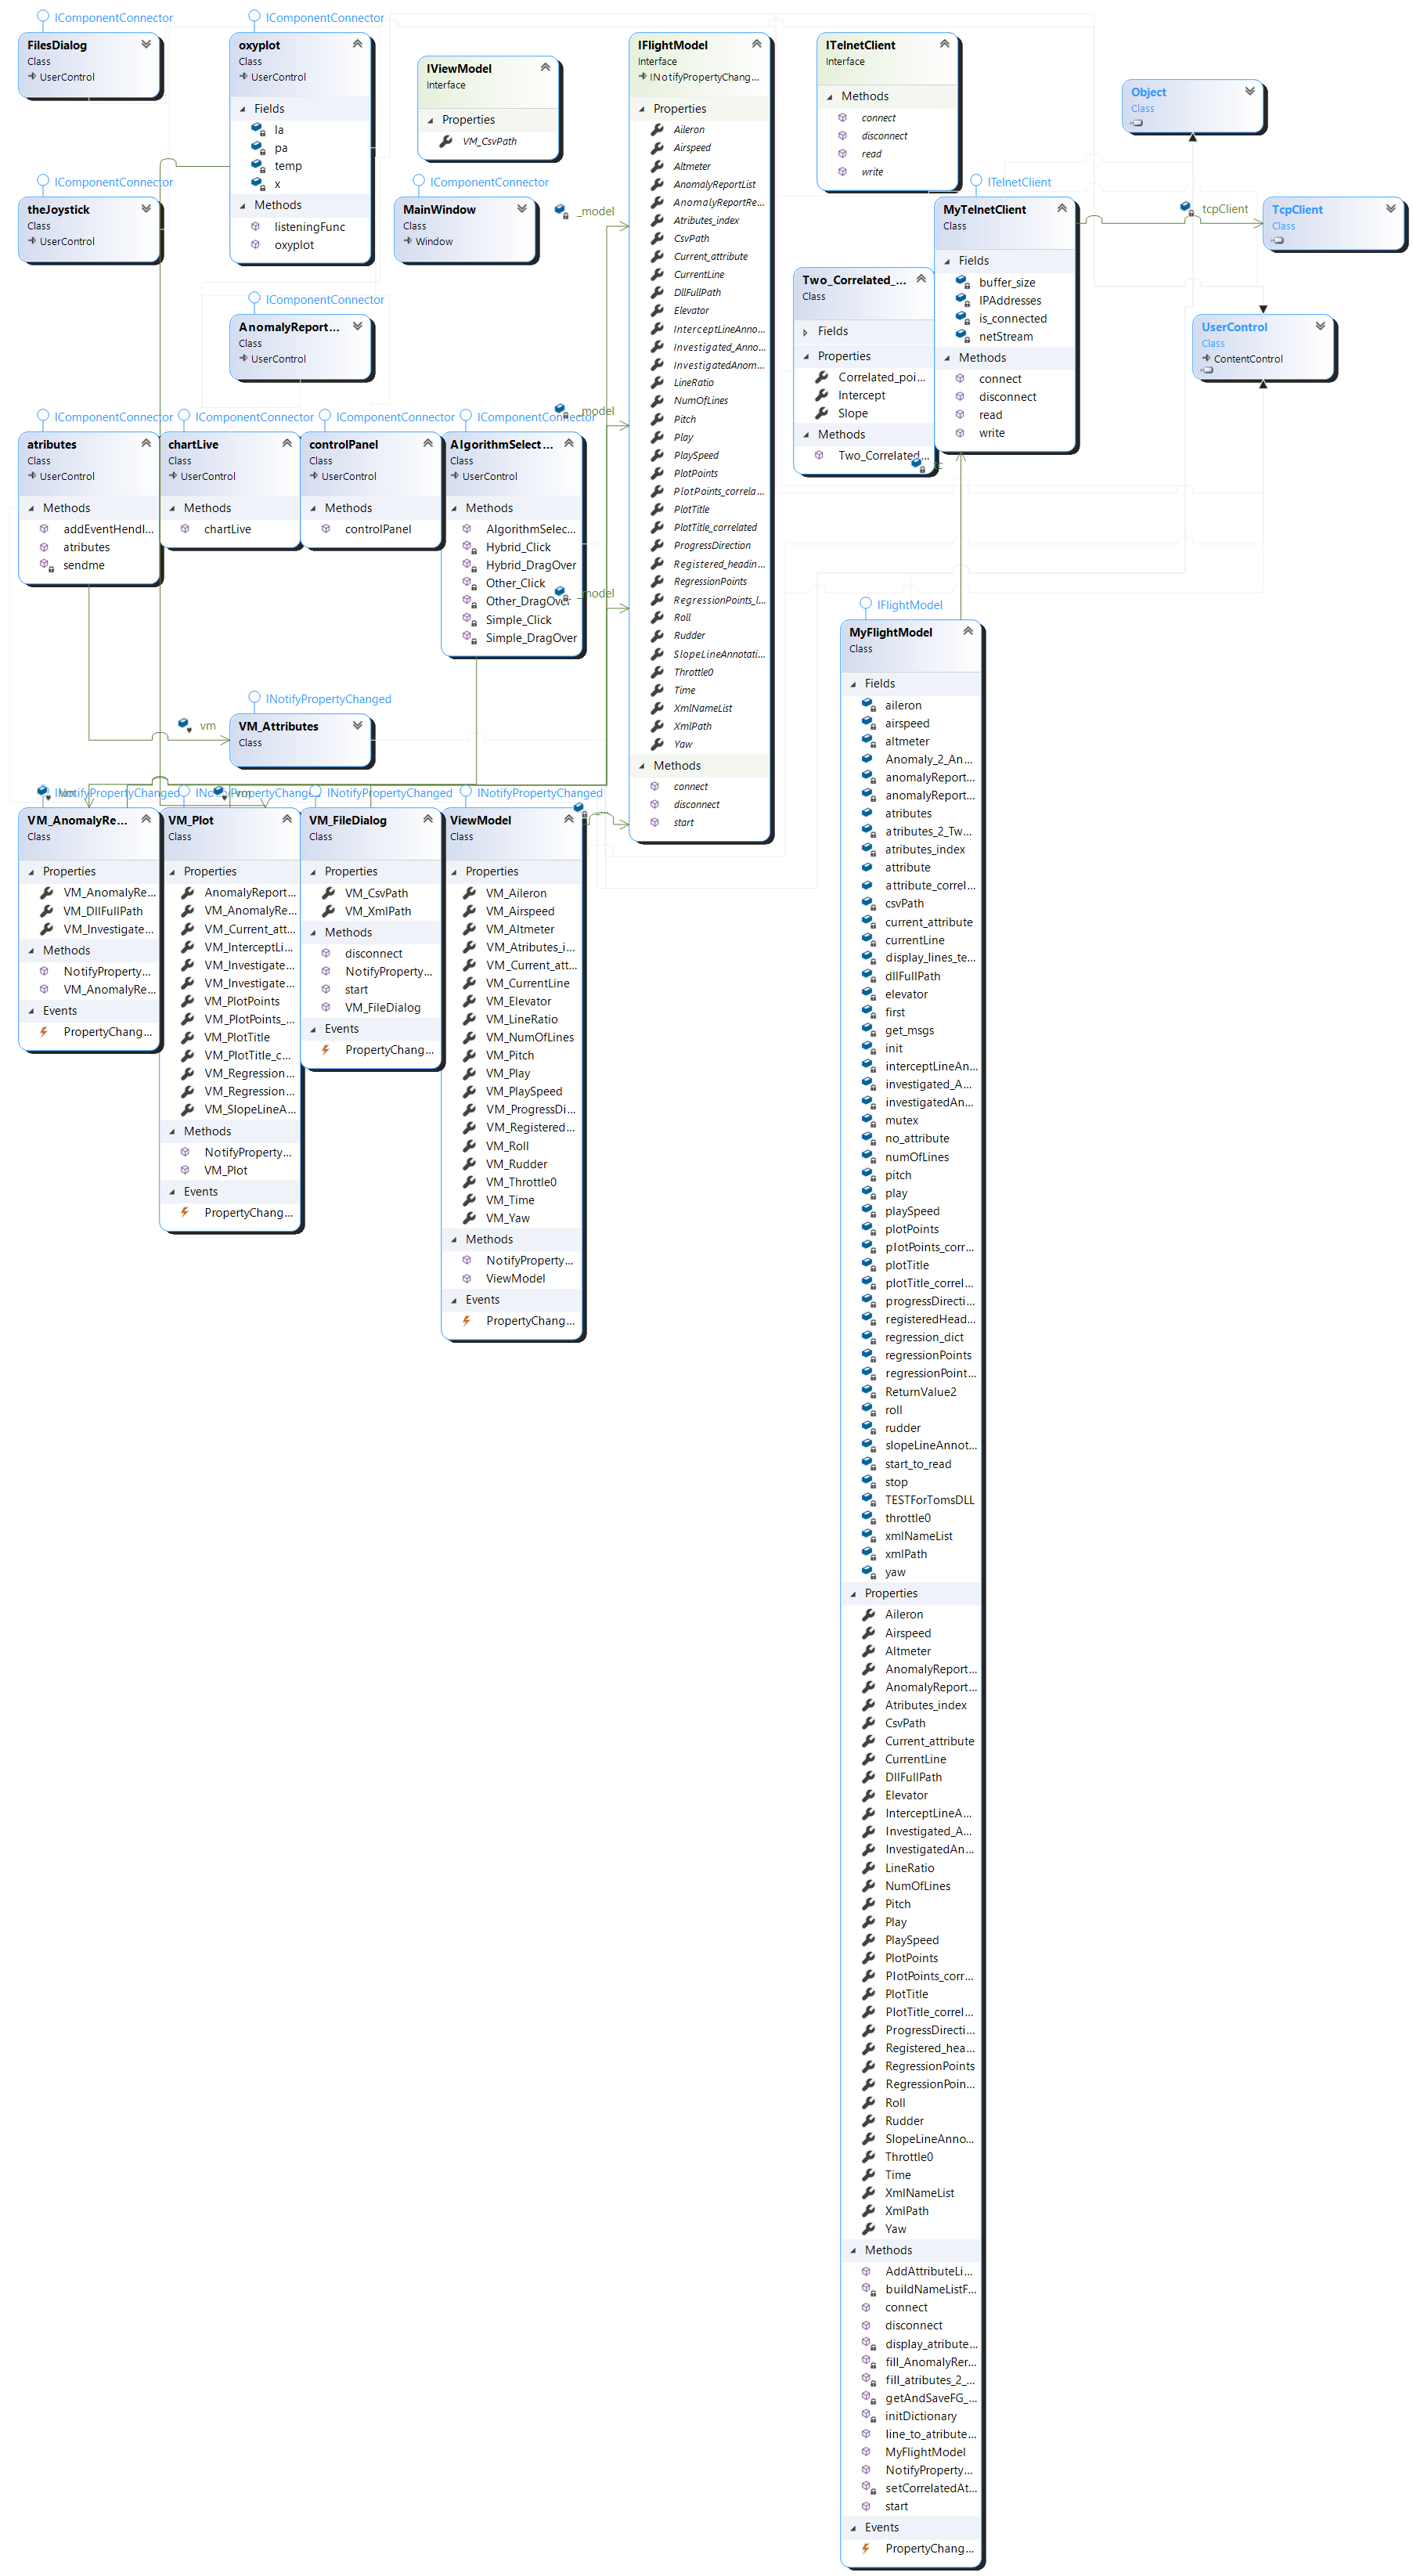 IComponentConnector
FilesDialog
Class
UserControl
IComponentConnector
oxyplot
Class
UserControl
Fields
la
pa
temp
x
Methods
listeningFunc
oxyplot
IViewModel
Interface
Properties
VM_CsvPath
IFlightModel
Interface
INotifyPropertyChang...
Properties
Aileron
Airspeed
Altmeter
AnomalyReportList
AnomalyReportRe...
Atributes_index
CsvPath
Current_attribute
CurrentLine
DllFullPath
Elevator
InterceptLineAnno...
Investigated_Anno...
InvestigatedAnom...
LineRatio
NumOfLines
Pitch
Play
PlaySpeed
PlotPoints
PlotPoints_correla...
PlotTitle
PlotTitle_correlated
ProgressDirection
Registered_headin...
RegressionPoints
RegressionPoints_l...
Roll
Rudder
SlopeLineAnnotati...
Throttle0
Time
XmlNameList
XmlPath
Yaw
Methods
connect
disconnect
start
ITelnetClient
Interface
Methods
connect
disconnect
read
write
Object
Class
IComponentConnector
theJoystick
Class
UserControl
IComponentConnector
MainWindow
Class
Window
_model
ITelnetClient
MyTelnetClient
Class
Fields
buffer_size
IPAddresses
is_connected
netStream
Methods
connect
disconnect
read
write
tcpClient
TcpClient
Class
Two_Correlated_...
Class
Fields
Properties
Correlated_poi...
Intercept
Slope
Methods
Two_Correlated...
UserControl
Class
ContentControl
IComponentConnector
AnomalyReport...
Class
UserControl
IComponentConnector
atributes
Class
UserControl
Methods
addEventHendl...
atributes
sendme
IComponentConnector
chartLive
Class
UserControl
Methods
chartLive
IComponentConnector
controlPanel
Class
UserControl
Methods
controlPanel
IComponentConnector
AlgorithmSelect...
Class
UserControl
Methods
AlgorithmSelec...
Hybrid_Click
Hybrid_DragOver
Other_Click
Other_DragOver
Simple_Click
Simple_DragOver
_model
_model
INotifyPropertyChanged
vm
VM_Attributes
Class
INotifyPropertyChanged
VM_AnomalyRe...
Class
Properties
VM_AnomalyRe...
VM_DllFullPath
VM_Investigate...
Methods
NotifyProperty...
VM_AnomalyRe...
Events
PropertyChang...
INotifyPropertyChanged
vm
VM_Plot
Class
Properties
AnomalyReport...
VM_AnomalyRe...
VM_Current_att...
VM_InterceptLi...
VM_Investigate...
VM_Investigate...
VM_PlotPoints
VM_PlotPoints_...
VM_PlotTitle
VM_PlotTitle_c...
VM_Regression...
VM_Regression...
VM_SlopeLineA...
Methods
NotifyProperty...
VM_Plot
Events
PropertyChang...
INotifyPropertyChanged
VM_FileDialog
Class
Properties
VM_CsvPath
VM_XmlPath
Methods
disconnect
NotifyProperty...
start
VM_FileDialog
Events
PropertyChang...
INotifyPropertyChanged
ViewModel
Class
Properties
VM_Aileron
VM_Airspeed
VM_Altmeter
VM_Atributes_i...
VM_Current_att...
VM_CurrentLine
VM_Elevator
VM_LineRatio
VM_NumOfLines
VM_Pitch
VM_Play
VM_PlaySpeed
VM_ProgressDi...
VM_Registered...
VM_Roll
VM_Rudder
VM_Throttle0
VM_Time
VM_Yaw
Methods
NotifyProperty...
ViewModel
Events
PropertyChang...
IFlightModel
MyFlightModel
Class
Fields
aileron
airspeed
altmeter
Anomaly_2_An...
anomalyReport...
anomalyReport...
atributes
atributes_2_Tw...
atributes_index
attribute
attribute_correl...
csvPath
current_attribute
currentLine
display_lines_te...
dllFullPath
elevator
first
get_msgs
init
interceptLineAn...
investigated_A...
investigatedAn...
mutex
no_attribute
numOfLines
pitch
play
playSpeed
plotPoints
plotPoints_corr...
plotTitle
plotTitle_correl...
progressDirecti...
registeredHead...
regression_dict
regressionPoints
regressionPoint...
ReturnValue2
roll
rudder
slopeLineAnnot...
start_to_read
stop
TESTForTomsDLL
throttle0
xmlNameList
xmlPath
yaw
Properties
Aileron
Airspeed
Altmeter
AnomalyReport...
AnomalyReport...
Atributes_index
CsvPath
Current_attribute
CurrentLine
DllFullPath
Elevator
InterceptLineA...
Investigated_A...
InvestigatedAn...
LineRatio
NumOfLines
Pitch
Play
PlaySpeed
PlotPoints
PlotPoints_corr...
PlotTitle
PlotTitle_correl...
ProgressDirecti...
Registered_hea...
RegressionPoints
RegressionPoin...
Roll
Rudder
SlopeLineAnno...
Throttle0
Time
XmlNameList
XmlPath
Yaw
Methods
AddAttributeLi...
buildNameListF...
connect
disconnect
display_atribute...
fill_AnomalyRer...
fill_atributes_2_...
getAndSaveFG_...
initDictionary
line_to_atribute...
MyFlightModel
NotifyProperty...
setCorrelatedAt...
start
Events
PropertyChang...